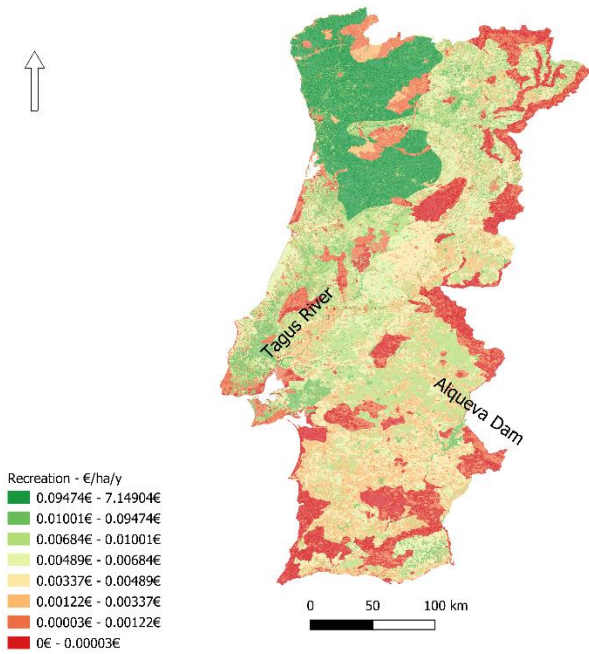 Tagus River
Alqueva Dam
Recreation - €/ha/y
0.09474€ - 7.14904€
0.01001€ - 0.09474€
0.00684€ - 0.01001€
0.00489€ - 0.00684€
0.00337€ - 0.00489€
0.00122€ - 0.00337€
0.00003€ - 0.00122€
0€ - 0.00003€
0 50 100 km